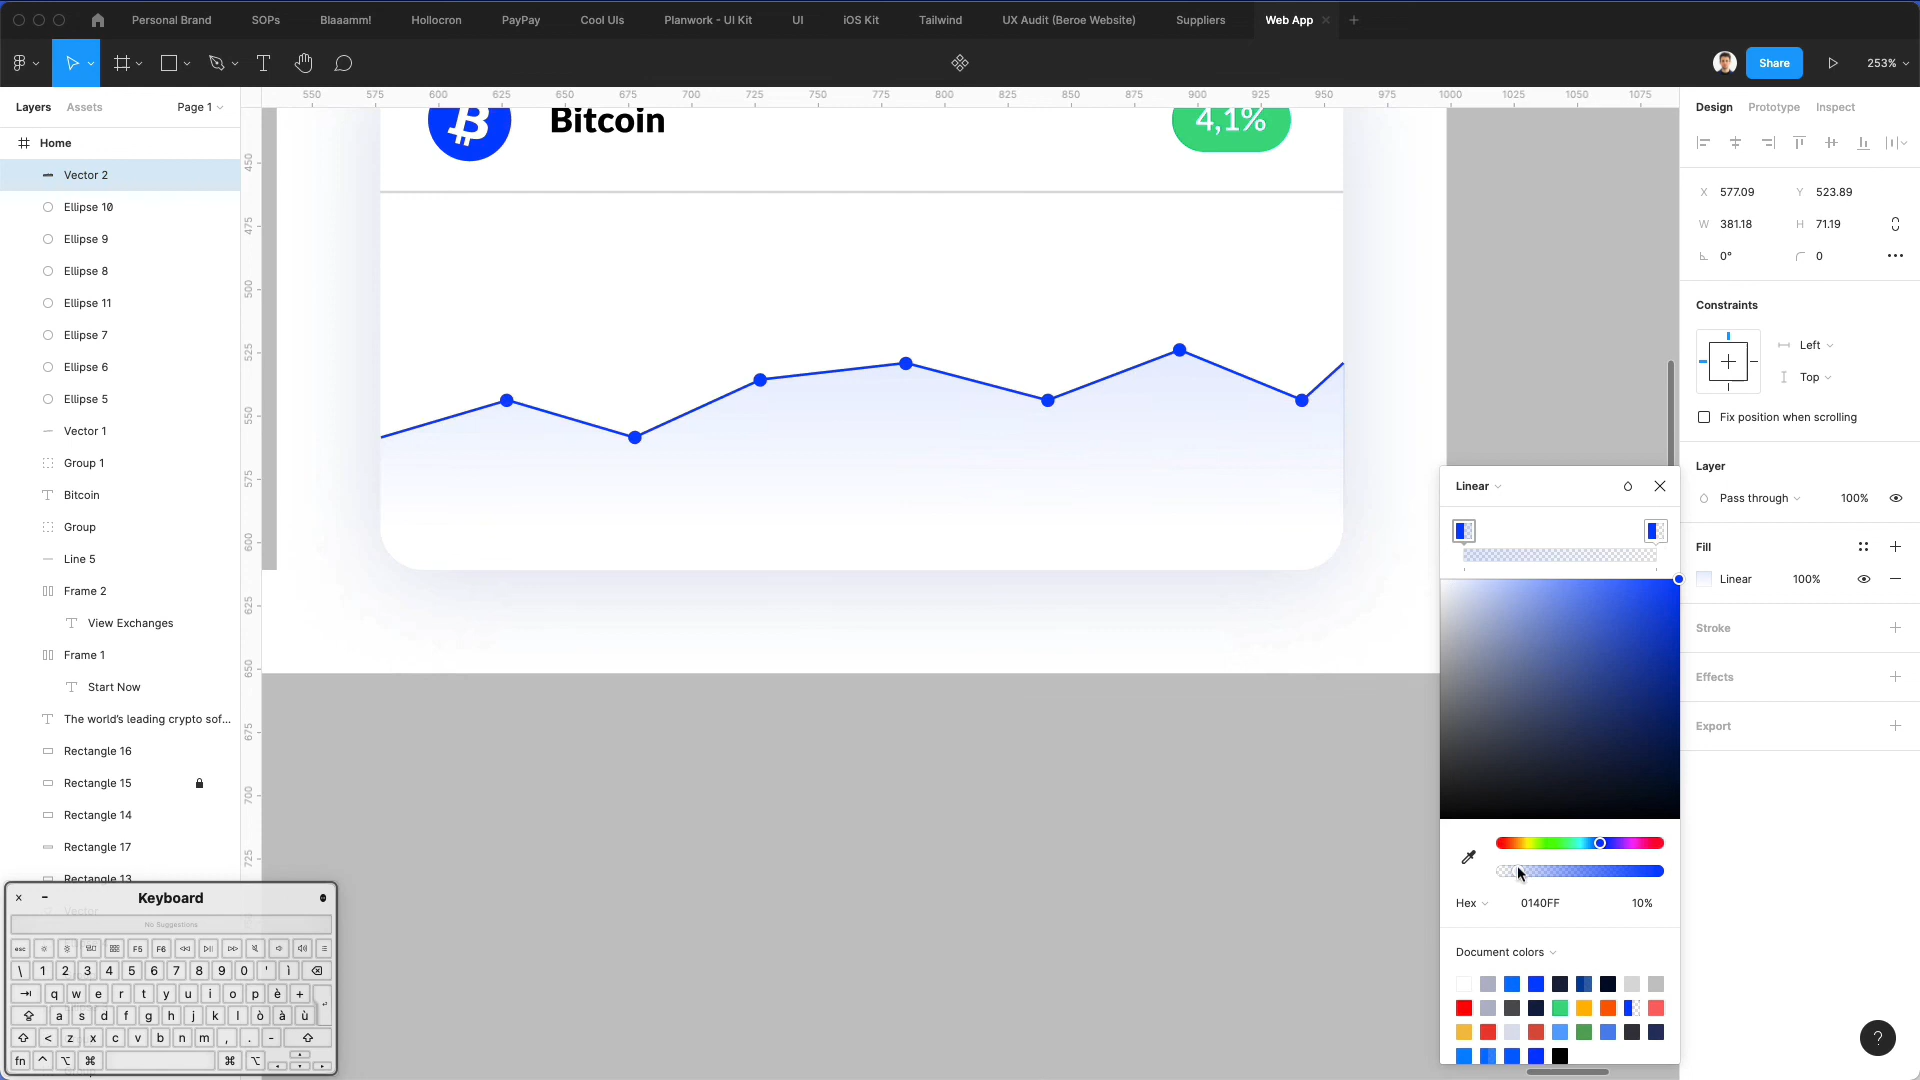 Personal Brand
SOPs
Blaaamm!
Hollocron
PayPay
Cool UIs
Planwork - UI Kit
UI
iOS Kit
Tailwind
UX Audit (Beroe Website)
Suppliers
Web App
Share
253%
Layers
Assets
Page 1
550 575 600 625 650 675 700 725 750 775 800 825 850 875 900 925 950 975 1000 1025 1050 1075
Design
Prototype
Inspect
Home
Vector 2
Ellipse 10
Ellipse 9
Ellipse 8
Ellipse 11
Ellipse 7
Ellipse 6
Ellipse 5
Vector 1
Group 1
Bitcoin
Group
Line 5
Frame 2
View Exchanges
Frame 1
Start Now
The world's leading crypto sof...
Rectangle 16
Rectangle 15
Rectangle 14
Rectangle 17
Rectangle 13
450
475
500
525
550
575
600
625
650
675
700
725
Bitcoin
4,1%
X 577.09
Y 523.89
W 381.18
H 71.19
0°
0
Constraints
Left
Top
Fix position when scrolling
Layer
Pass through
100%
Fill
Linear
100%
Stroke
Effects
Export
Linear
Hex
0140FF
10%
Document colors
?
Keyboard
No Suggestions
esc F5 F6
\ 1 2 3 4 5 6 7 8 9 0 ' ì
q w e r t y u i o p è +
a s d f g h j k l ò à ù
< z x c v b n m , . -
fn